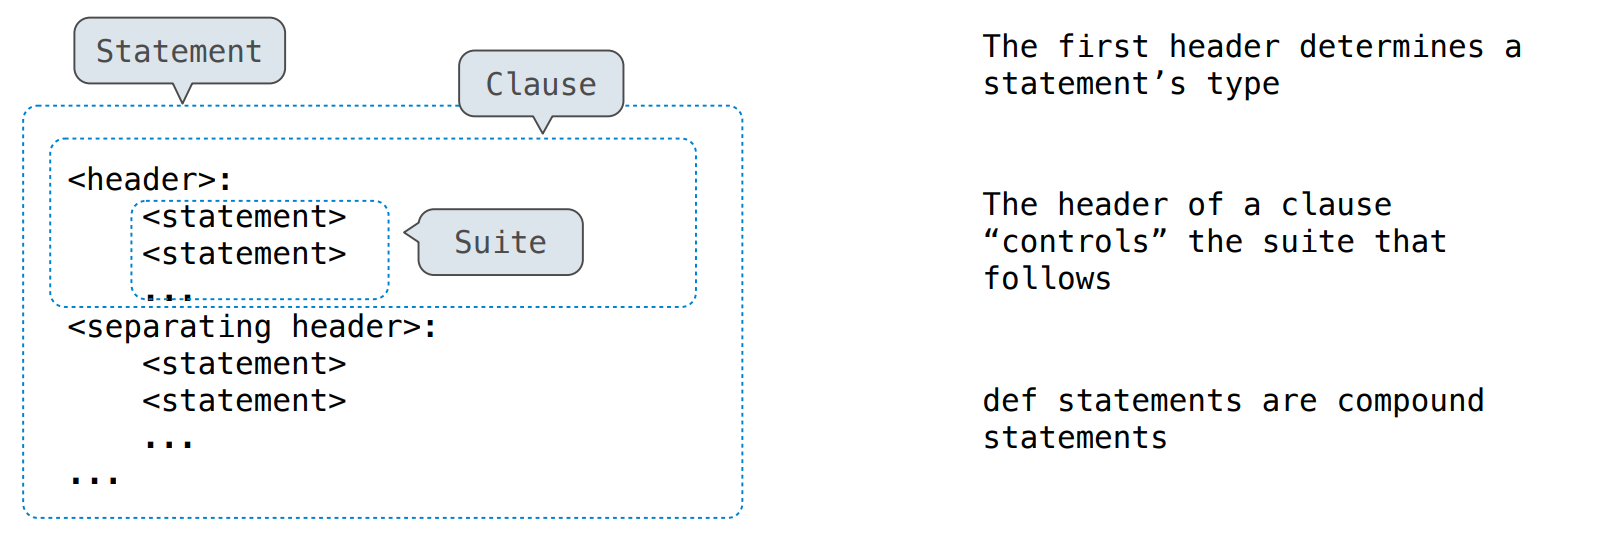 Statement
Clause
<header>:
<statement>
<statement>
...
Suite
<separating header>:
<statement>
<statement>
...
...
The first header determines a
statement’s type
The header of a clause
“controls” the suite that
follows
def statements are compound
statements